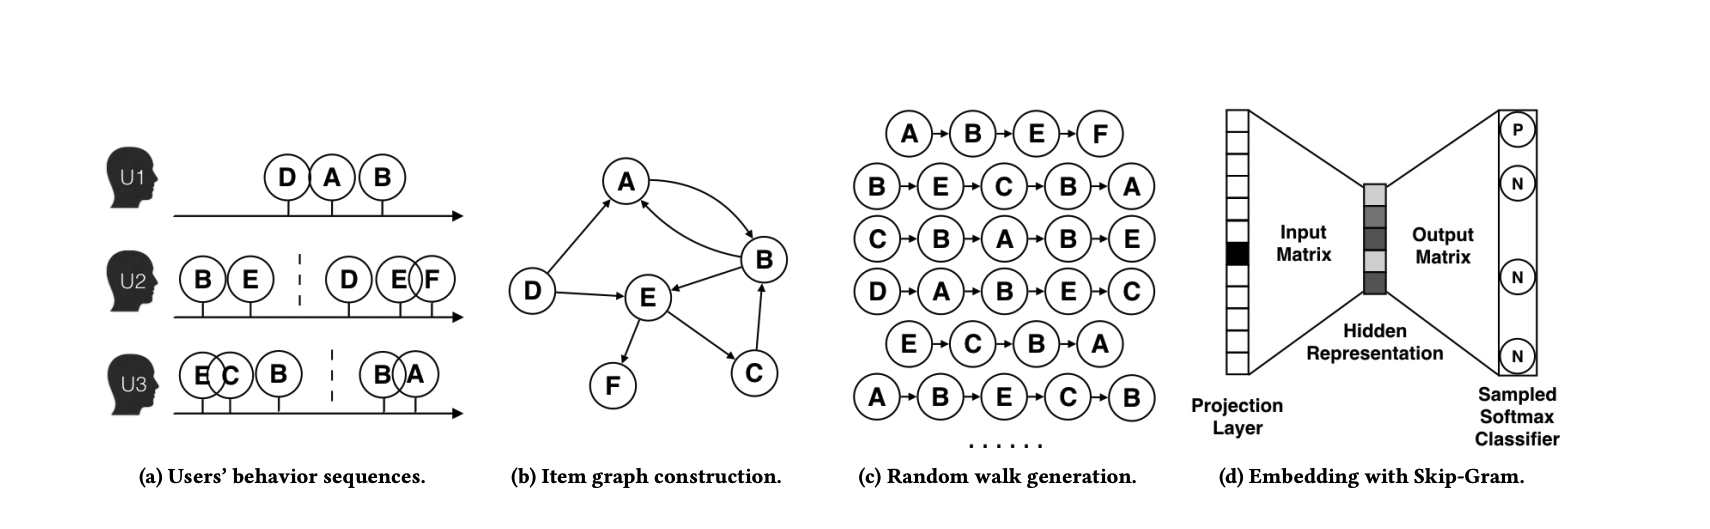 U1
D A B
U2
B E D E F
U3
E C B B A
(a) Users' behavior sequences.
A
B
D
E
F
C
(b) Item graph construction.
A B E F
B E C B A
C B A B E
D A B E C
E C B A
A B E C B
......
(c) Random walk generation.
Input
Matrix
Output
Matrix
Hidden
Representation
Projection
Layer
P
N
N
N
Sampled
Softmax
Classifier
(d) Embedding with Skip-Gram.